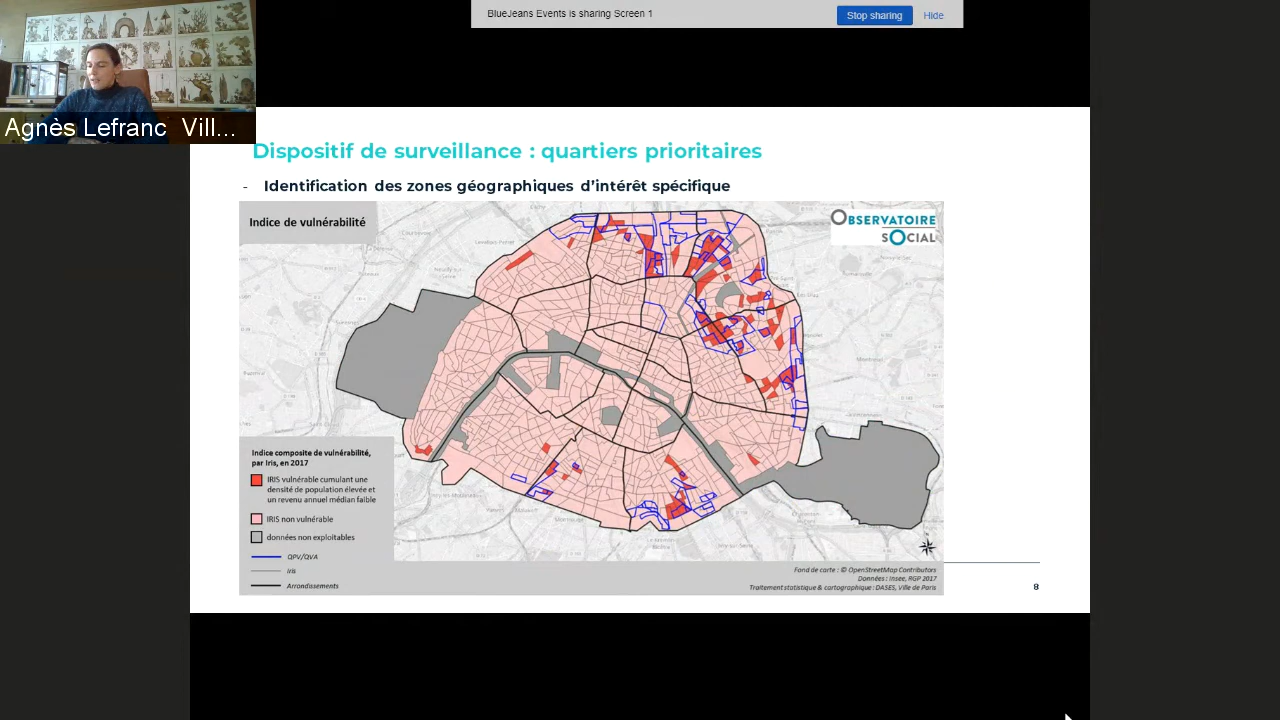 BlueJeans Events is sharing Screen 1
Stop sharing
Hide
Agnès Lefranc Vill...
Dispositif de surveillance : quartiers prioritaires
- Identification des zones géographiques d'intérêt spécifique
Indice de vulnérabilité
OBSERVATOIRE
SOCIAL
Indice composite de vulnérabilité,
par Iris, en 2017
IRIS vulnérable cumulant une
densité de population élevée et
un revenu annuel médian faible
IRIS non vulnérable
données non exploitables
QPV/QVA
Iris
Arrondissements
Fond de carte : © OpenStreetMap Contributors
Données : Insee, RGP 2017
Traitement statistique & cartographique : DASES, Ville de Paris
8